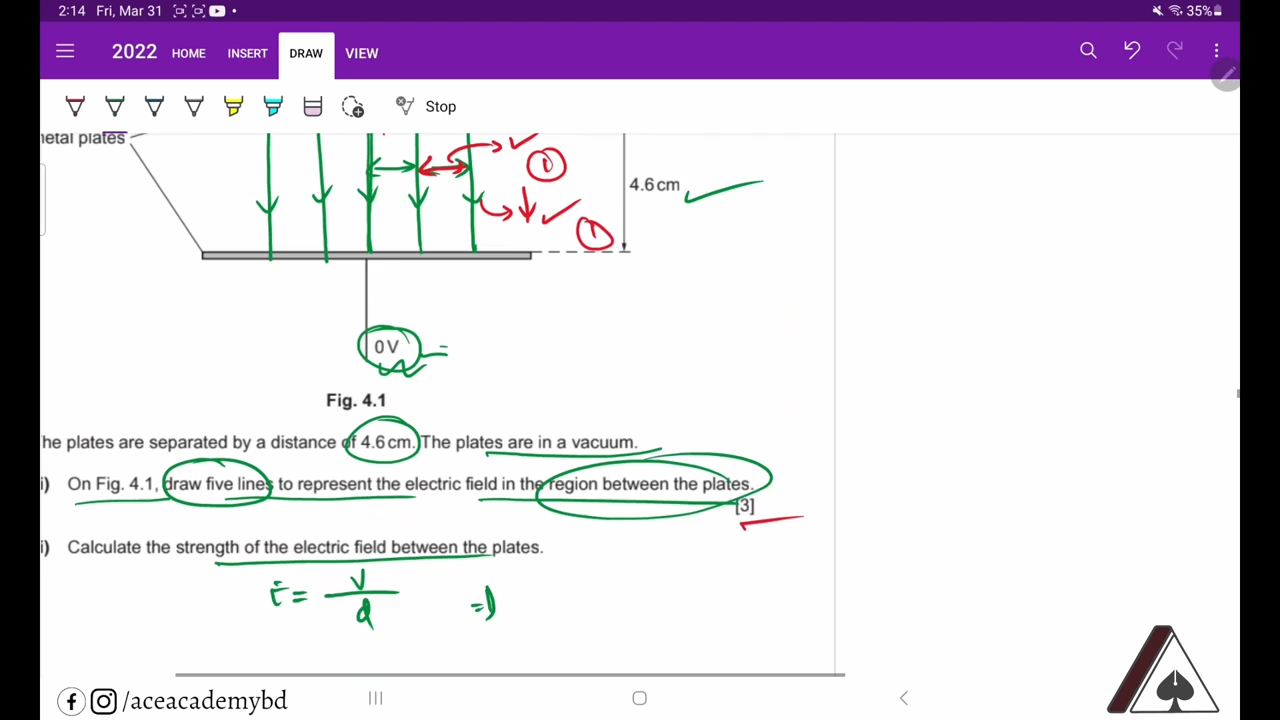 2:14 Fri, Mar 31 35%
2022 HOME INSERT DRAW VIEW
Stop
etal plates
①
4.6 cm
①
0 V =
Fig. 4.1
he plates are separated by a distance of 4.6 cm. The plates are in a vacuum.
i) On Fig. 4.1, draw five lines to represent the electric field in the region between the plates.
[3]
i) Calculate the strength of the electric field between the plates.
E = V/d =)
/aceacademybd